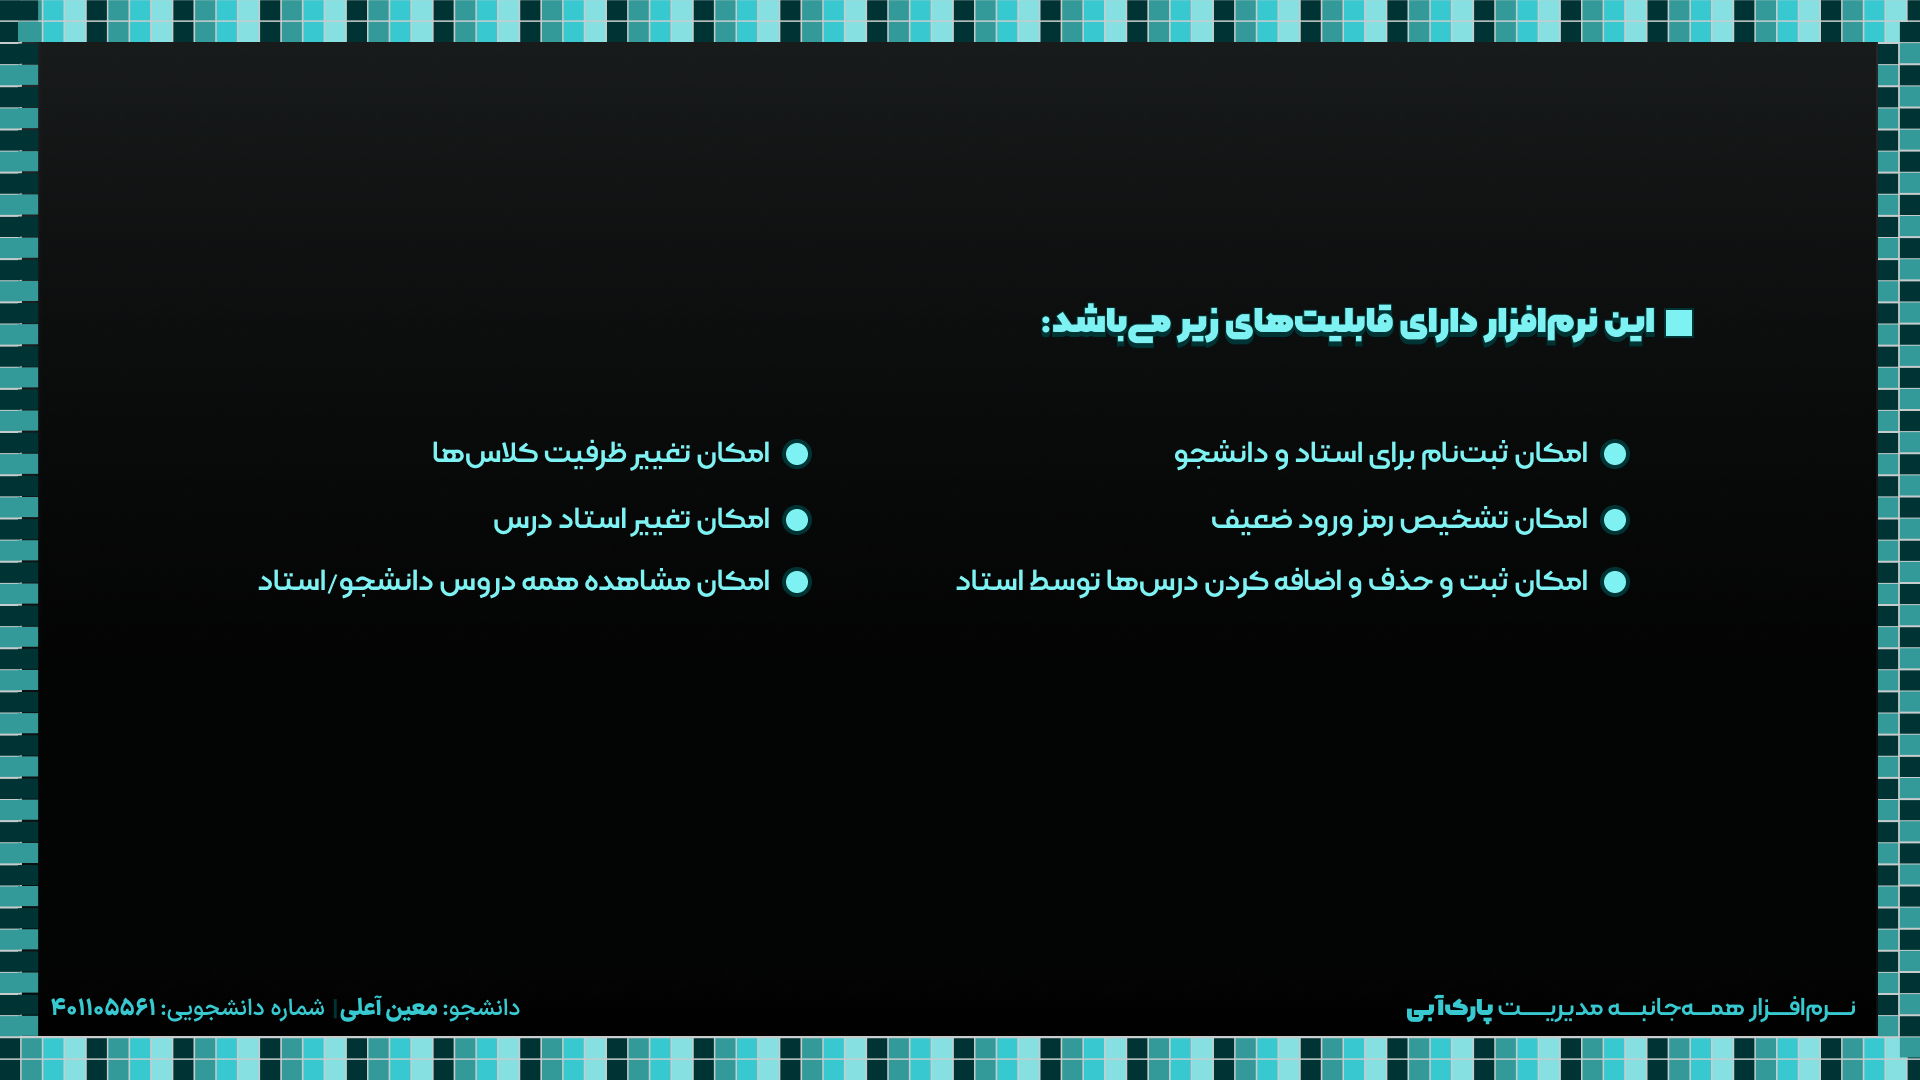 این نرم‌افزار دارای قابلیت‌های زیر می‌باشد:
امکان ثبت‌نام برای استاد و دانشجو
امکان تشخیص رمز ورود ضعیف
امکان ثبت و حذف و اضافه کردن درس‌ها توسط استاد
امکان تغییر ظرفیت کلاس‌ها
امکان تغییر استاد درس
امکان مشاهده همه دروس دانشجو/استاد
نـــرم‌افـــزار همـــه‌جانبـــه مدیریـــت پارک‌آبی
دانشجو: معین آعلی | شماره دانشجویی: ۴۰۱۱۰۵۵۶۱